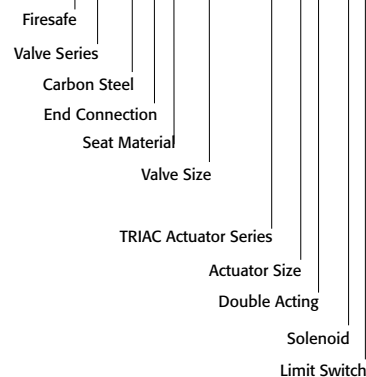 Firesafe
Valve Series
Carbon Steel
End Connection
Seat Material
Valve Size
TRIAC Actuator Series
Actuator Size
Double Acting
Solenoid
Limit Switch